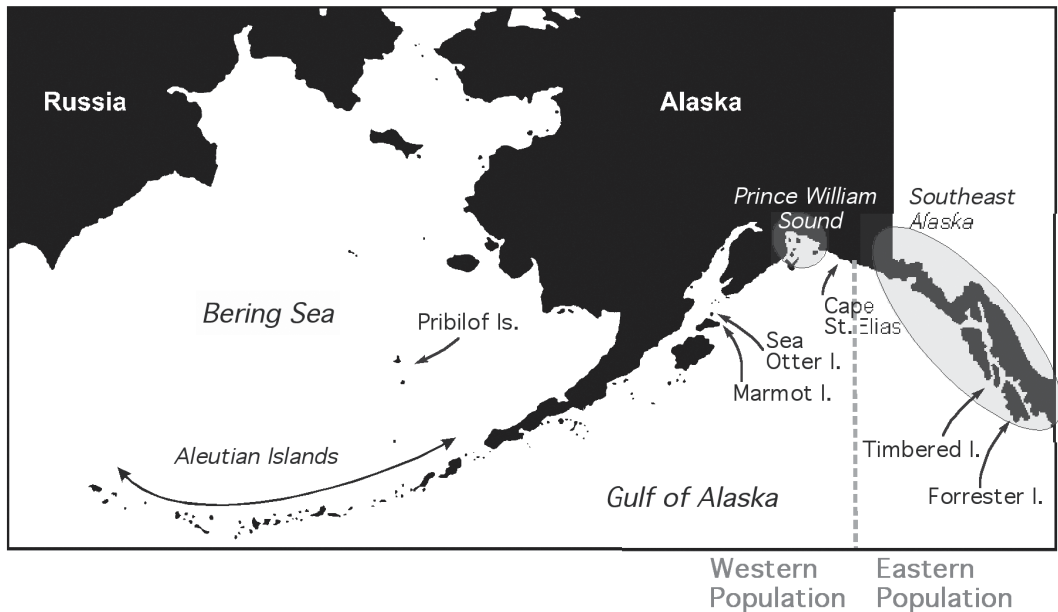 Russia
Alaska
Prince William
Sound
Southeast
Alaska
Bering Sea
Pribilof Is.
Cape
St. Elias
Sea
Otter I.
Marmot I.
Aleutian Islands
Timbered I.
Gulf of Alaska
Forrester I.
Western
Population
Eastern
Population